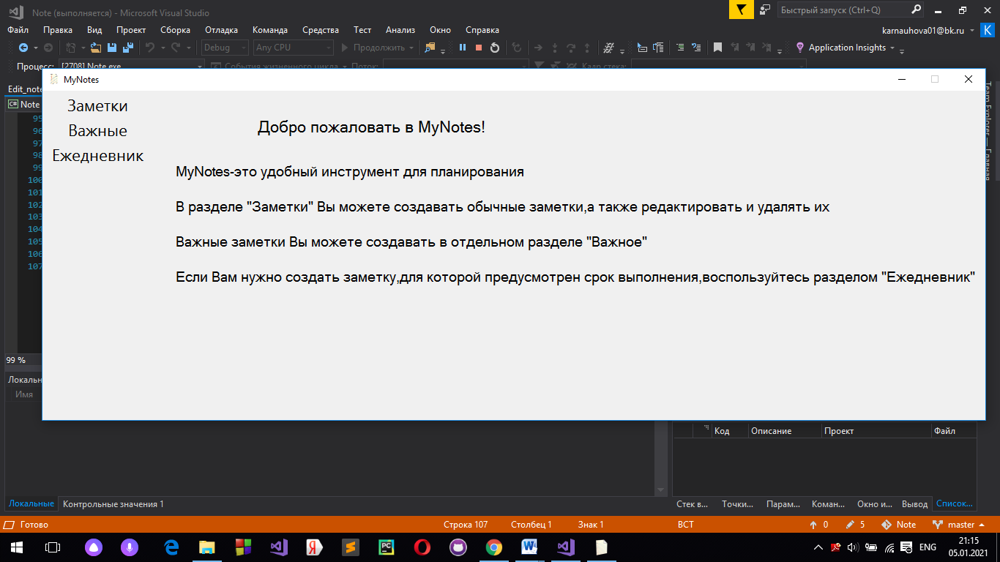 Note (выполняется) - Microsoft Visual Studio
Быстрый запуск (Ctrl+Q)
Файл Правка Вид Проект Сборка Отладка Команда Средства Тест Анализ Окно Справка
karnauhova01@bk.ru K
Debug Any CPU Продолжить Application Insights
Процесс: [2708] Note.exe События жизненного цикла Поток: Кадр стека:
MyNotes
Edit_note
C# Note
Заметки
Важные
Ежедневник
Добро пожаловать в MyNotes!
MyNotes-это удобный инструмент для планирования
В разделе "Заметки" Вы можете создавать обычные заметки,а также редактировать и удалять их
Важные заметки Вы можете создавать в отдельном разделе "Важное"
Если Вам нужно создать заметку,для которой предусмотрен срок выполнения,воспользуйтесь разделом "Ежедневник"
Team Explorer — Главная
95
96
97
98
99
100
101
102
103
104
105
106
107
99 %
Локальн
Имя
Код Описание Проект Файл
Локальные Контрольные значения 1
Стек в... Точки... Парам... Коман... Окно и... Вывод Список...
Готово Строка 107 Столбец 1 Знак 1 ВСТ 0 5 Note master
ENG
21:15
05.01.2021